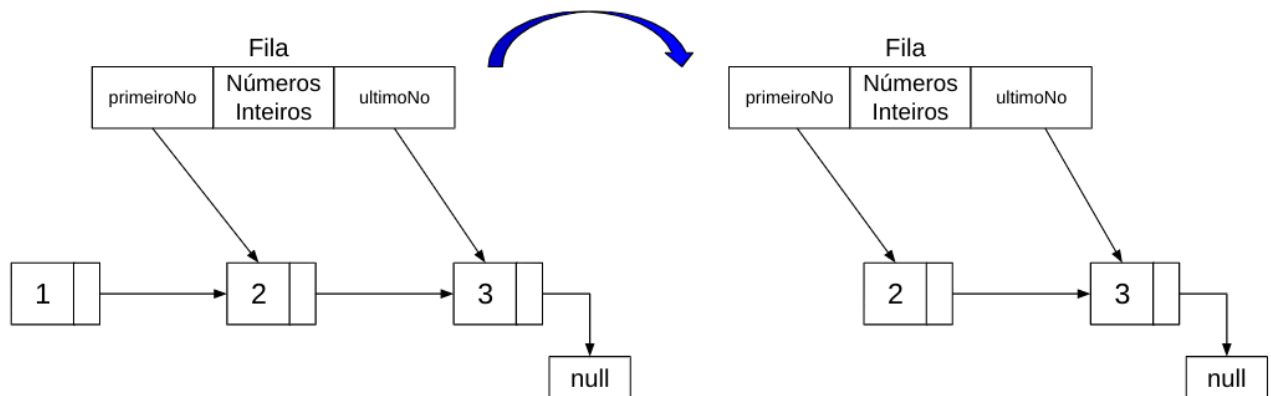 Fila
primeiroNo
Números
Inteiros
ultimoNo
1
2
3
null
Fila
primeiroNo
Números
Inteiros
ultimoNo
2
3
null